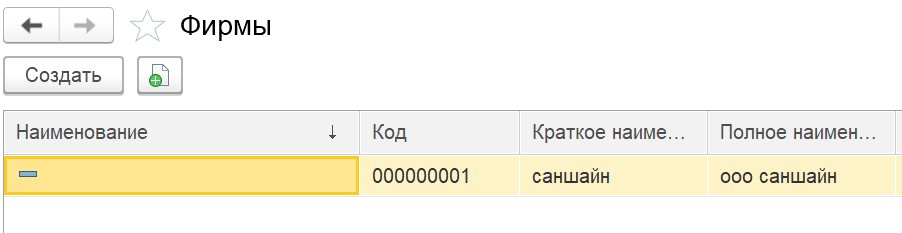 Фирмы
Создать
Наименование Код Краткое наиме... Полное наимен...
000000001 саншайн ооо саншайн